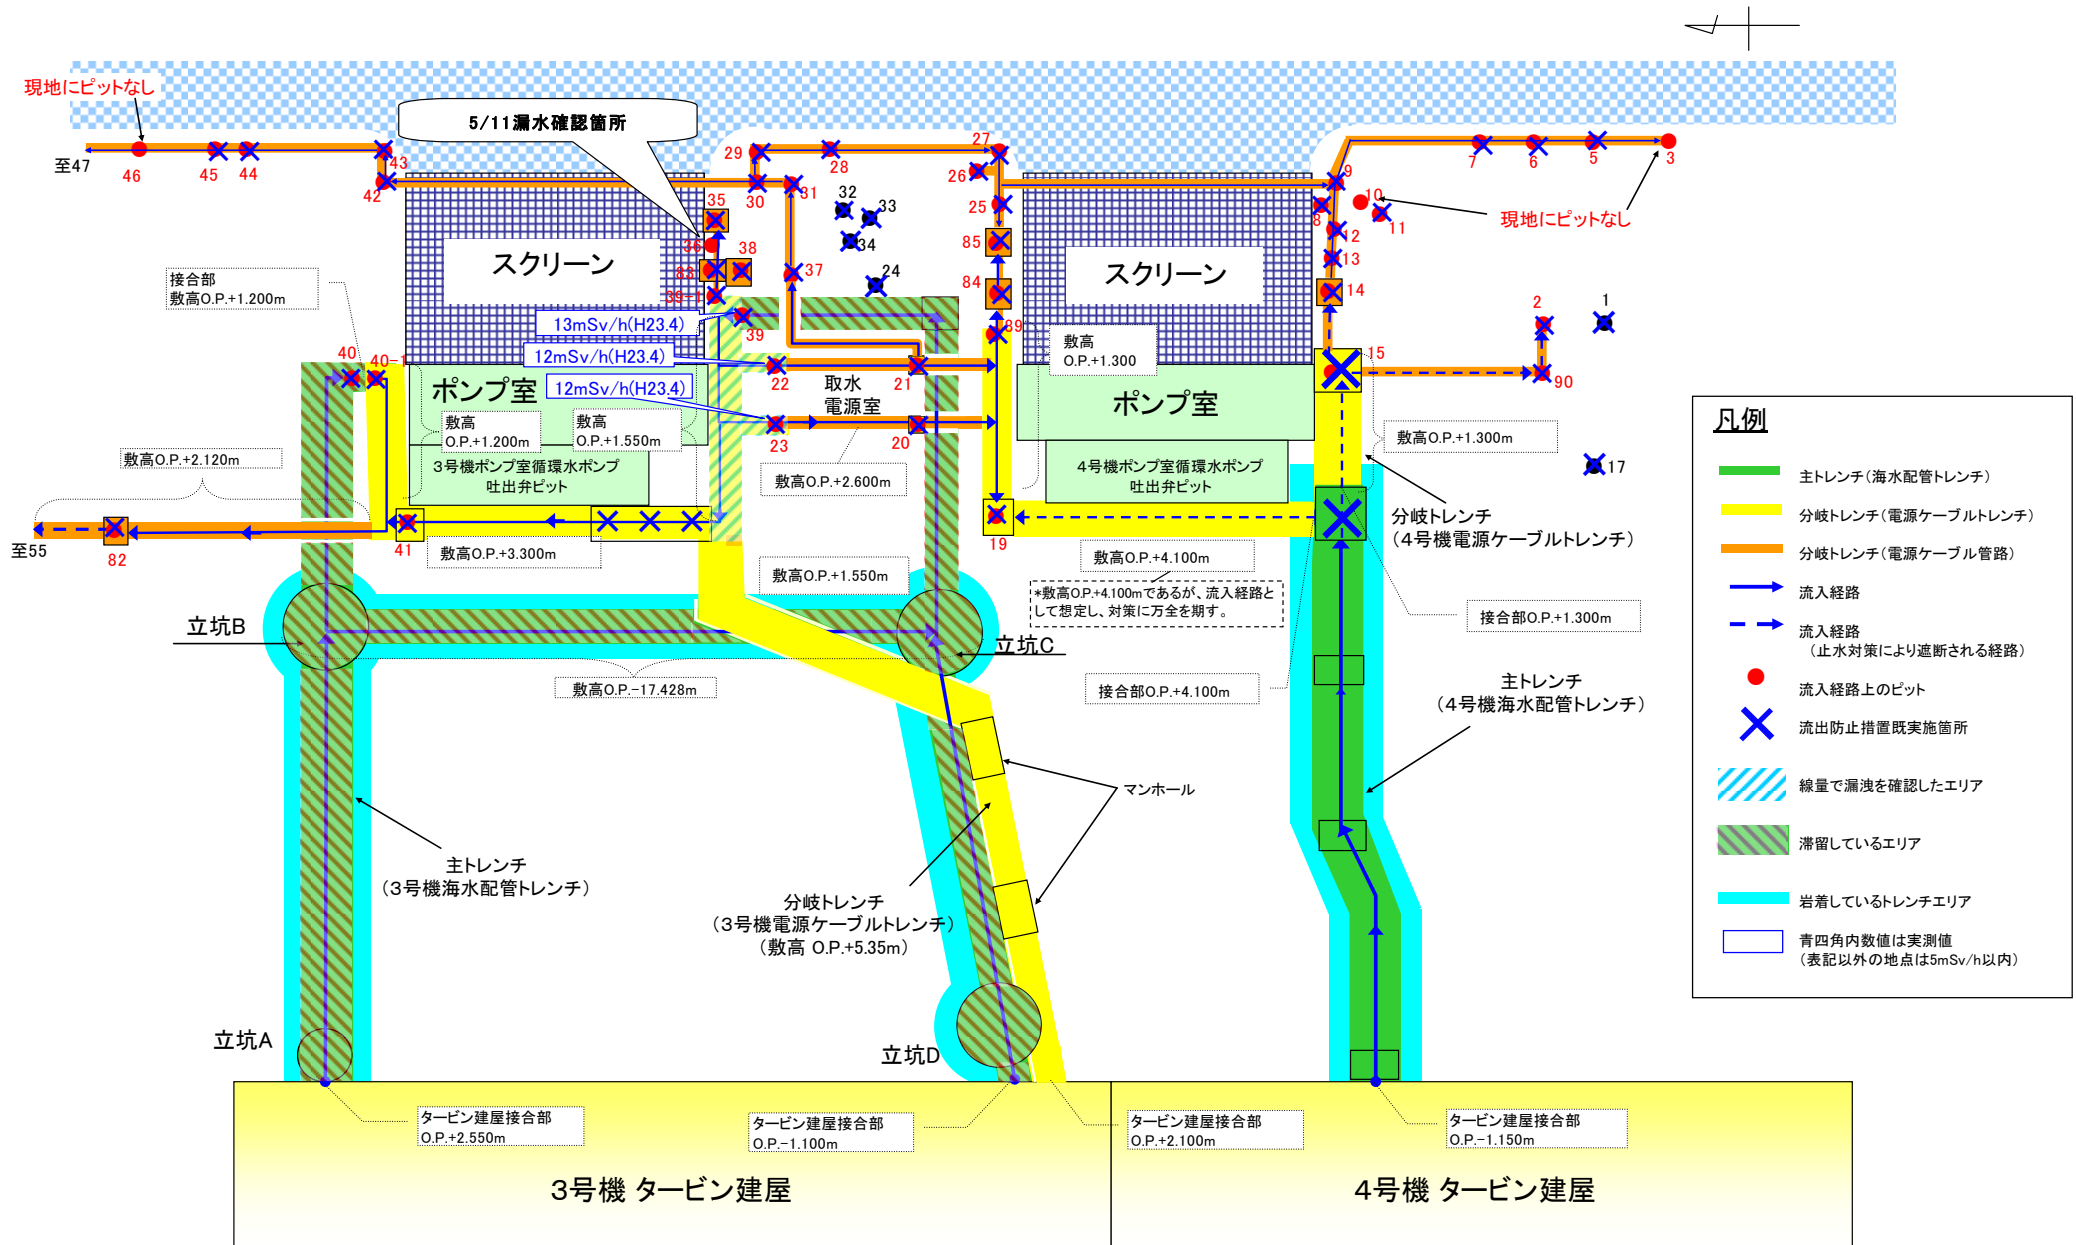 現地にピットなし
5/11漏水確認箇所
至47
46
45
44
43
42
29
28
27
26
30
31
32
33
34
35
36
83
38
37
24
25
85
84
39-1
39
89
7
6
5
3
9
10
11
8
12
13
14
現地にピットなし
2
1
15
90
17
接合部
敷高O.P.+1.200m
スクリーン
スクリーン
13mSv/h(H23.4)
12mSv/h(H23.4)
12mSv/h(H23.4)
40
40-1
22
21
23
20
取水
電源室
敷高
O.P.+1.300
ポンプ室
ポンプ室
敷高
O.P.+1.200m
敷高
O.P.+1.550m
3号機ポンプ室循環水ポンプ
吐出弁ピット
4号機ポンプ室循環水ポンプ
吐出弁ピット
敷高O.P.+2.120m
敷高O.P.+2.600m
敷高O.P.+1.300m
分岐トレンチ
(4号機電源ケーブルトレンチ)
至55
82
41
19
敷高O.P.+3.300m
敷高O.P.+1.550m
敷高O.P.+4.100m
*敷高O.P.+4.100mであるが、流入経路と
して想定し、対策に万全を期す。
接合部O.P.+1.300m
立坑B
立坑C
敷高O.P.-17.428m
接合部O.P.+4.100m
主トレンチ
(4号機海水配管トレンチ)
マンホール
主トレンチ
(3号機海水配管トレンチ)
分岐トレンチ
(3号機電源ケーブルトレンチ)
(敷高 O.P.+5.35m)
立坑A
立坑D
タービン建屋接合部
O.P.+2.550m
タービン建屋接合部
O.P.-1.100m
タービン建屋接合部
O.P.+2.100m
タービン建屋接合部
O.P.-1.150m
3号機 タービン建屋
4号機 タービン建屋
凡例
主トレンチ(海水配管トレンチ)
分岐トレンチ(電源ケーブルトレンチ)
分岐トレンチ(電源ケーブル管路)
流入経路
流入経路
(止水対策により遮断される経路)
流入経路上のピット
流出防止措置既実施箇所
線量で漏洩を確認したエリア
滞留しているエリア
岩着しているトレンチエリア
青四角内数値は実測値
(表記以外の地点は5mSv/h以内)